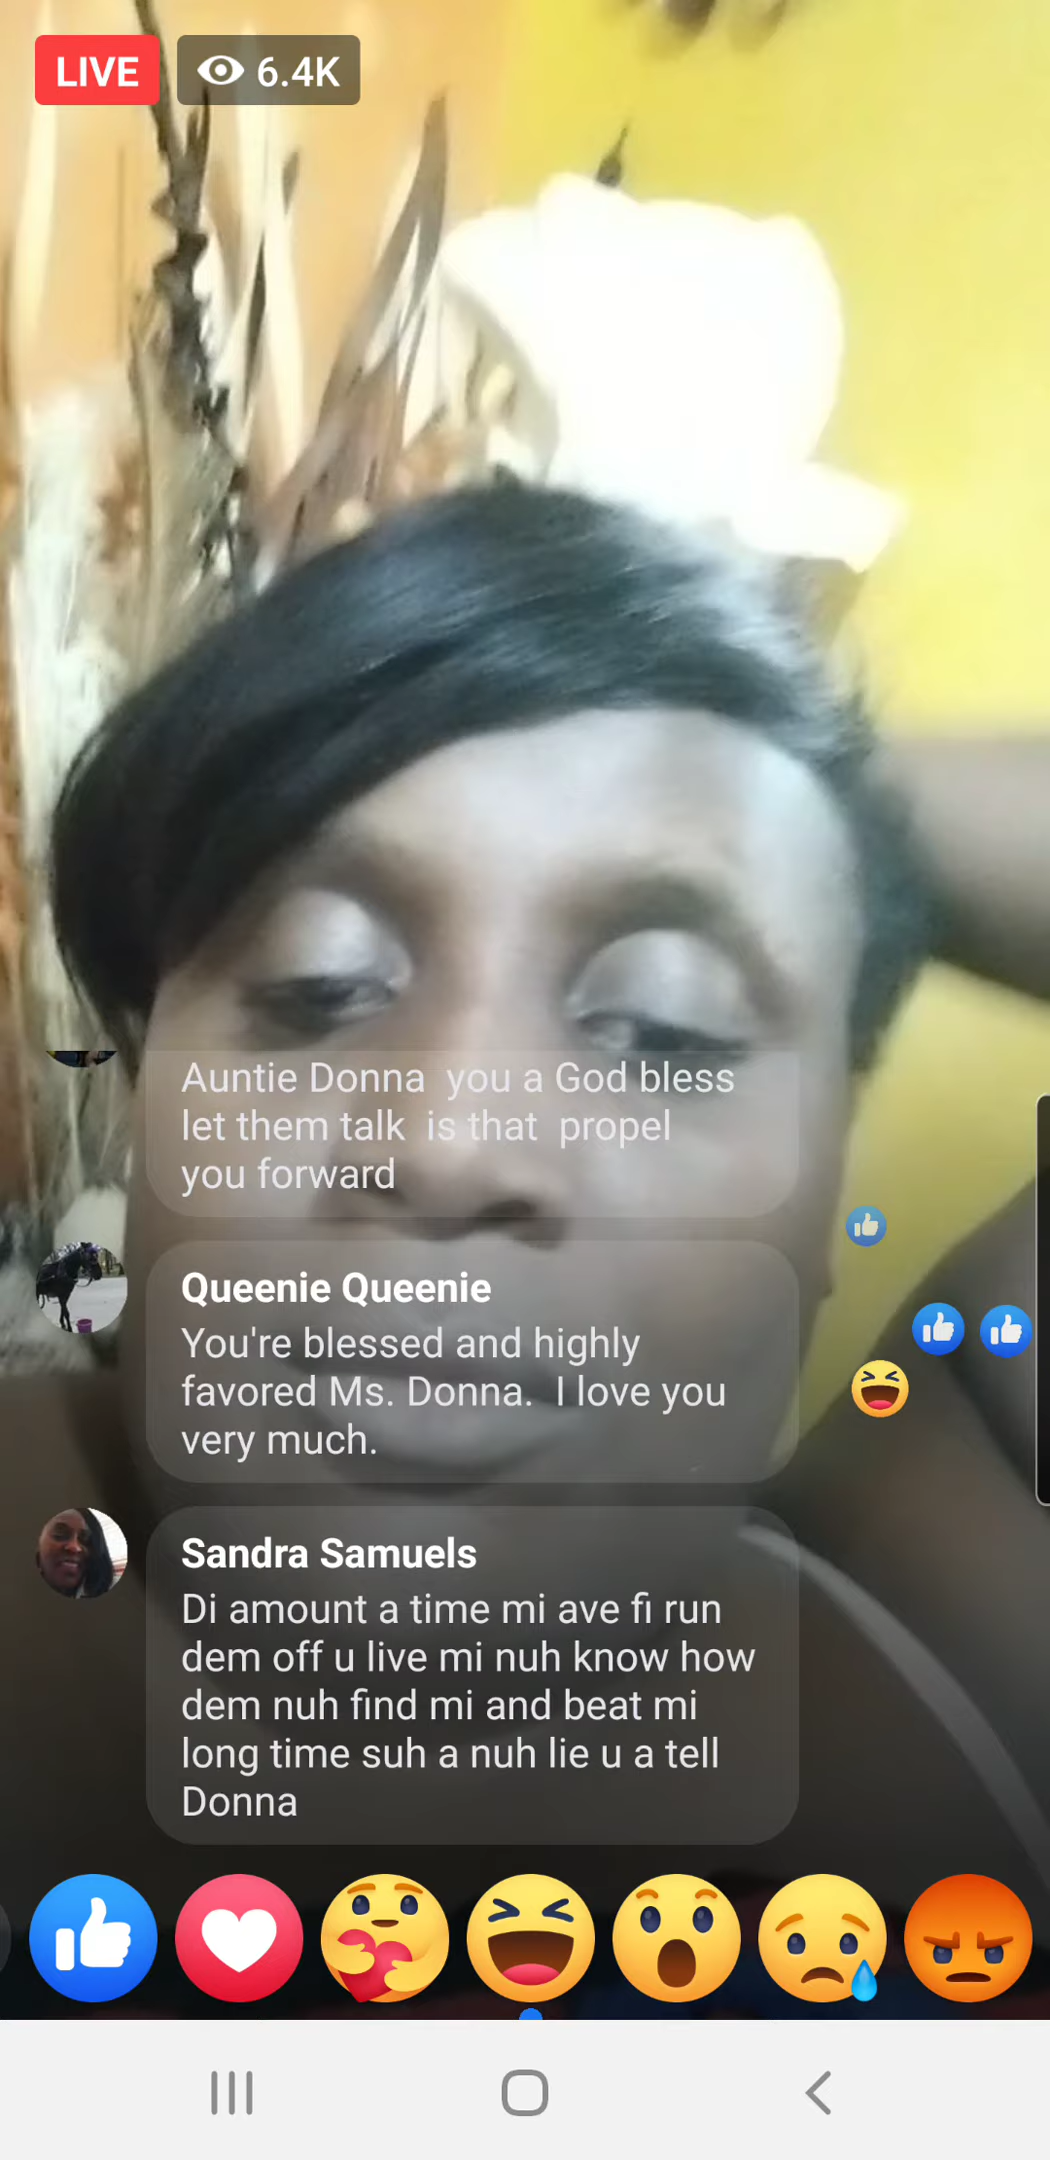 LIVE 6.4K
Auntie Donna you a God bless
let them talk is that propel
you forward
Queenie Queenie
You're blessed and highly
favored Ms. Donna. I love you
very much.
Sandra Samuels
Di amount a time mi ave fi run
dem off u live mi nuh know how
dem nuh find mi and beat mi
long time suh a nuh lie u a tell
Donna